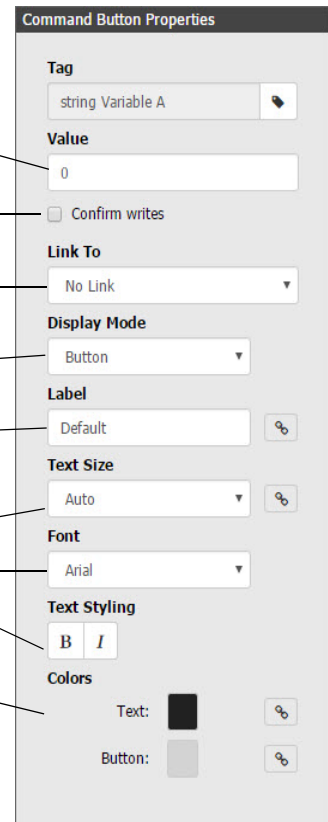 Command Button Properties
Tag
string Variable A
Value
0
Confirm writes
Link To
No Link
Display Mode
Button
Label
Default
Text Size
Auto
Font
Arial
Text Styling
B I
Colors
Text:
Button: